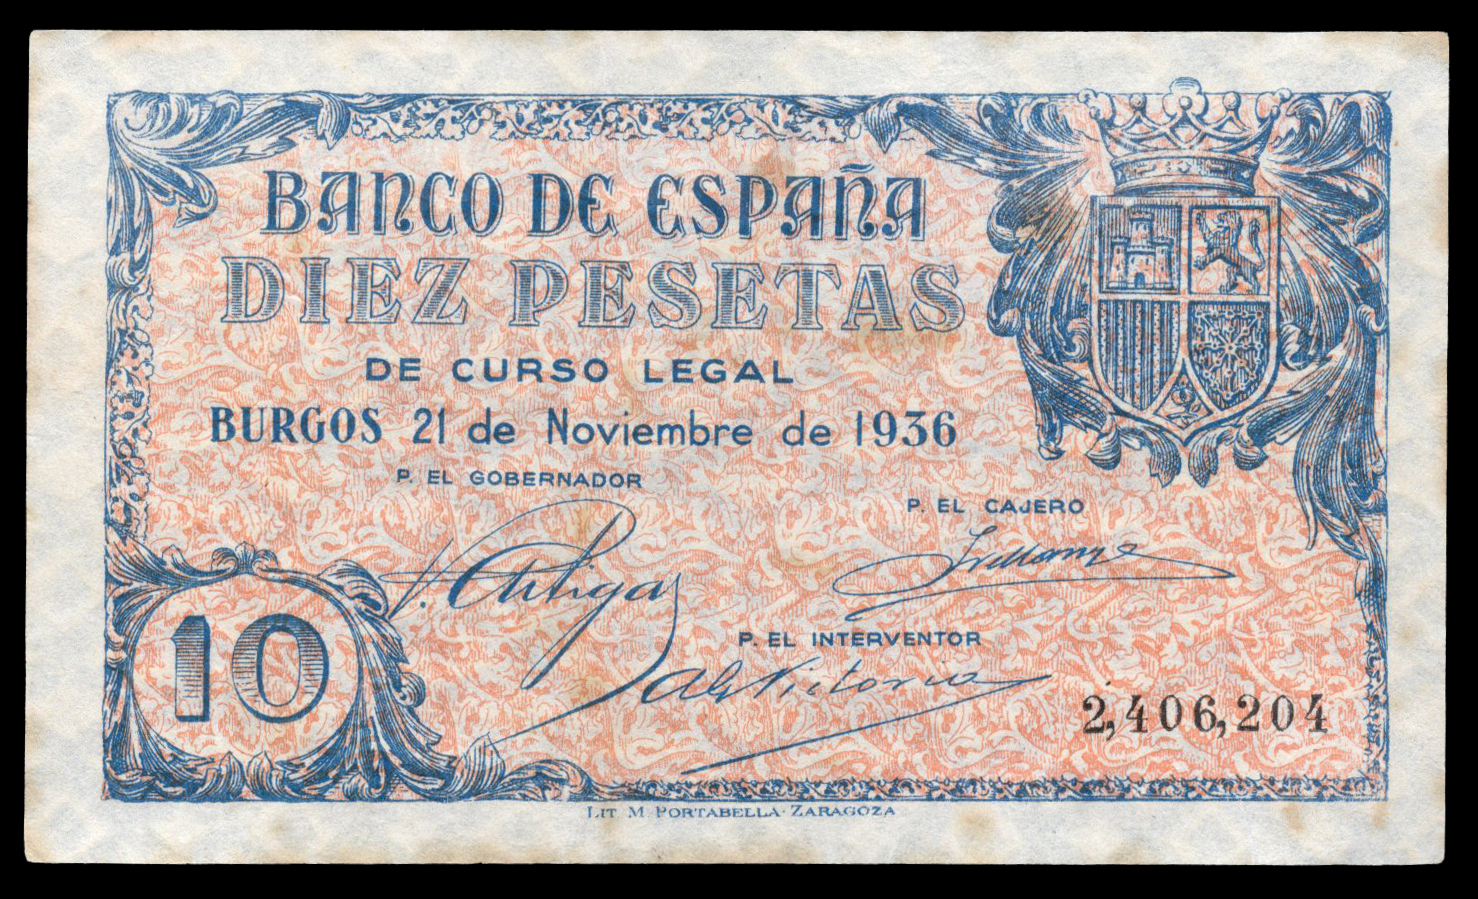 BANCO DE ESPAÑA
DIEZ PESETAS
DE CURSO LEGAL
BURGOS 21 de Noviembre de 1936
P. EL GOBERNADOR
P. EL CAJERO
P. EL INTERVENTOR
10
2,406,204
LIT M. PORTABELLA · ZARAGOZA